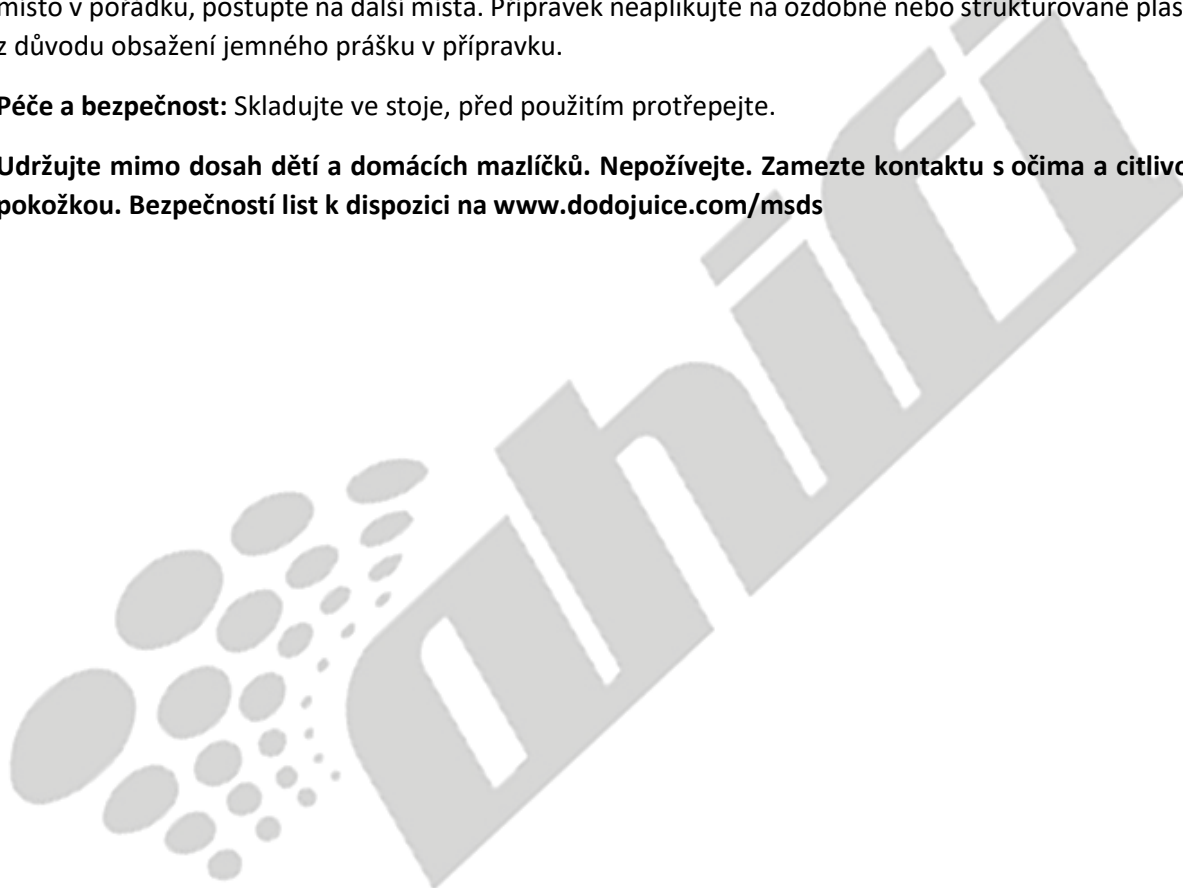 místo v pořádku, postupte na další místa. Přípravek neaplikujte na ozdobné nebo strukturované plas
z důvodu obsažení jemného prášku v přípravku.
Péče a bezpečnost: Skladujte ve stoje, před použitím protřepejte.
Udržujte mimo dosah dětí a domácích mazlíčků. Nepožívejte. Zamezte kontaktu s očima a citlivo
pokožkou. Bezpečností list k dispozici na www.dodojuice.com/msds
ahifi